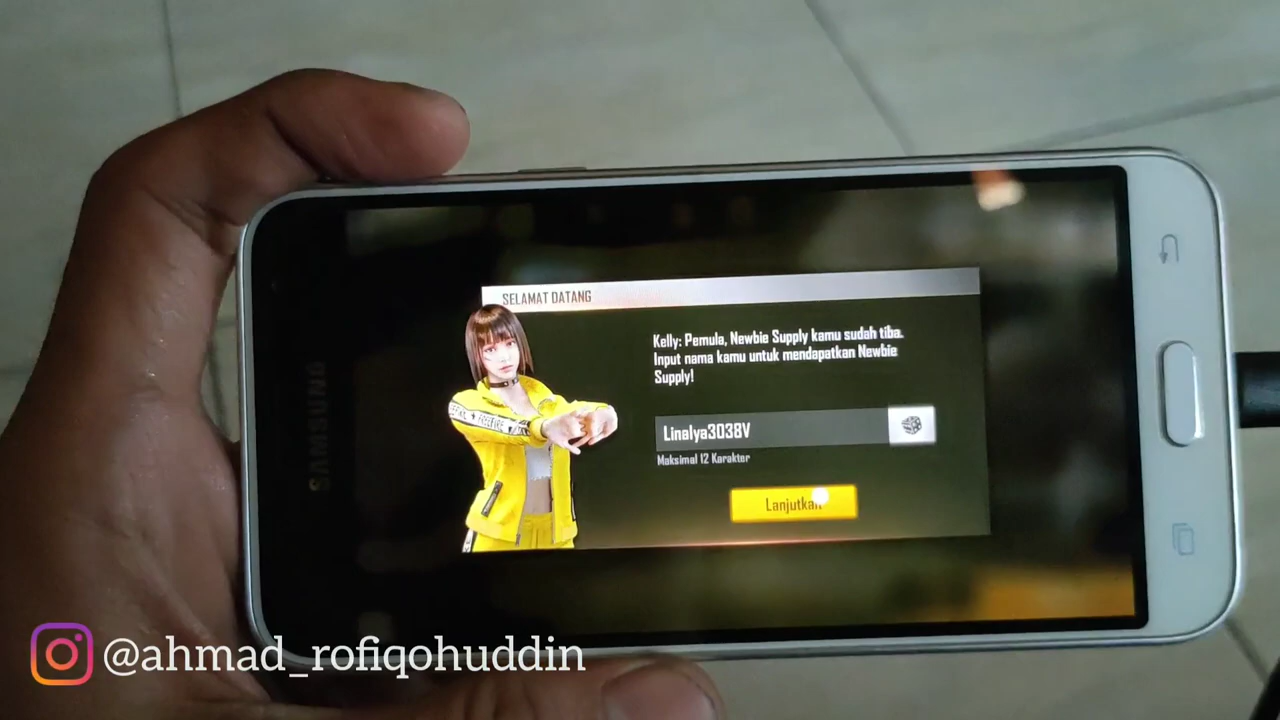 SELAMAT DATANG
Kelly: Pemula, Newbie Supply kamu sudah tiba.
Input nama kamu untuk mendapatkan Newbie
Supply!
Linalya3038V
Maksimal 12 Karakter
Lanjutkan
SAMSUNG
@ahmad_rofiqohuddin